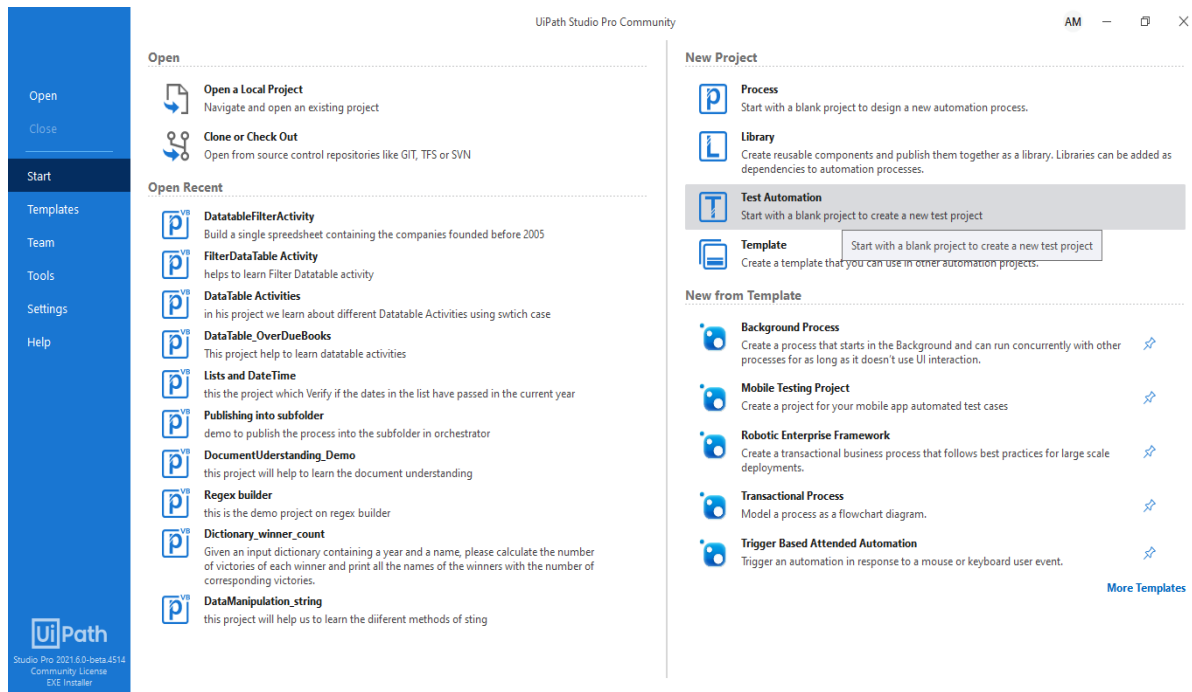 UiPath Studio Pro Community
AM
Open
Close
Start
Templates
Team
Tools
Settings
Help
UiPath
Studio Pro 2021.6.0-beta.4514
Community License
EXE Installer
Open
Open a Local Project
Navigate and open an existing project
Clone or Check Out
Open from source control repositories like GIT, TFS or SVN
Open Recent
VB
DatatableFilterActivity
Build a single spreedsheet containing the companies founded before 2005
VB
FilterDataTable Activity
helps to learn Filter Datatable activity
VB
DataTable Activities
in his project we learn about different Datatable Activities using swtich case
VB
DataTable_OverDueBooks
This project help to learn datatable activities
VB
Lists and DateTime
this the project which Verify if the dates in the list have passed in the current year
VB
Publishing into subfolder
demo to publish the process into the subfolder in orchestrator
VB
DocumentUderstanding_Demo
this project will help to learn the document understanding
VB
Regex builder
this is the demo project on regex builder
VB
Dictionary_winner_count
Given an input dictionary containing a year and a name, please calculate the number
of victories of each winner and print all the names of the winners with the number of
corresponding victories.
VB
DataManipulation_string
this project will help us to learn the diiferent methods of sting
New Project
Process
Start with a blank project to design a new automation process.
Library
Create reusable components and publish them together as a library. Libraries can be added as
dependencies to automation processes.
Test Automation
Start with a blank project to create a new test project
Template
Start with a blank project to create a new test project
Create a template that you can use in other automation projects.
New from Template
Background Process
Create a process that starts in the Background and can run concurrently with other
processes for as long as it doesn't use UI interaction.
Mobile Testing Project
Create a project for your mobile app automated test cases
Robotic Enterprise Framework
Create a transactional business process that follows best practices for large scale
deployments.
Transactional Process
Model a process as a flowchart diagram.
Trigger Based Attended Automation
Trigger an automation in response to a mouse or keyboard user event.
More Templates